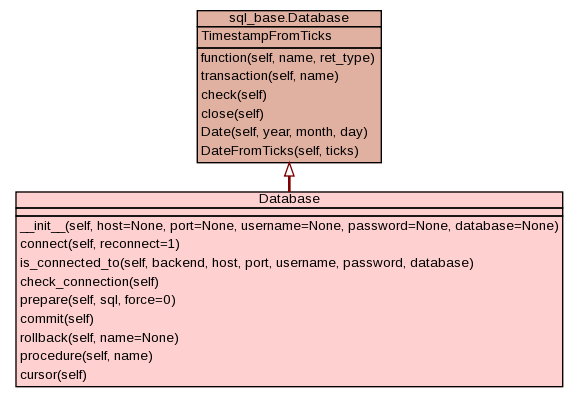 sql_base.Database
TimestampFromTicks
function(self, name, ret_type)
transaction(self, name)
check(self)
close(self)
Date(self, year, month, day)
DateFromTicks(self, ticks)
Database
__init__(self, host=None, port=None, username=None, password=None, database=None)
connect(self, reconnect=1)
is_connected_to(self, backend, host, port, username, password, database)
check_connection(self)
prepare(self, sql, force=0)
commit(self)
rollback(self, name=None)
procedure(self, name)
cursor(self)